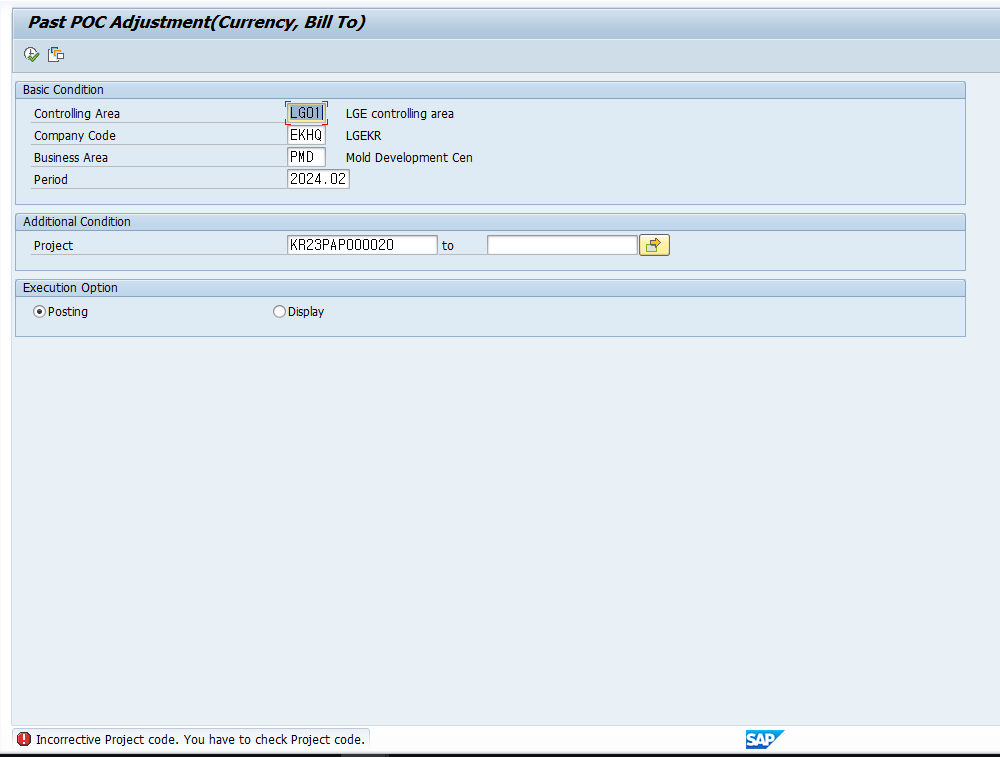 Past POC Adjustment(Currency, Bill To)
Basic Condition
Controlling Area LG01 LGE controlling area
Company Code EKHQ LGEKR
Business Area PMD Mold Development Cen
Period 2024.02
Additional Condition
Project KR23PAP000020 to
Execution Option
Posting Display
Incorrective Project code. You have to check Project code.
SAP